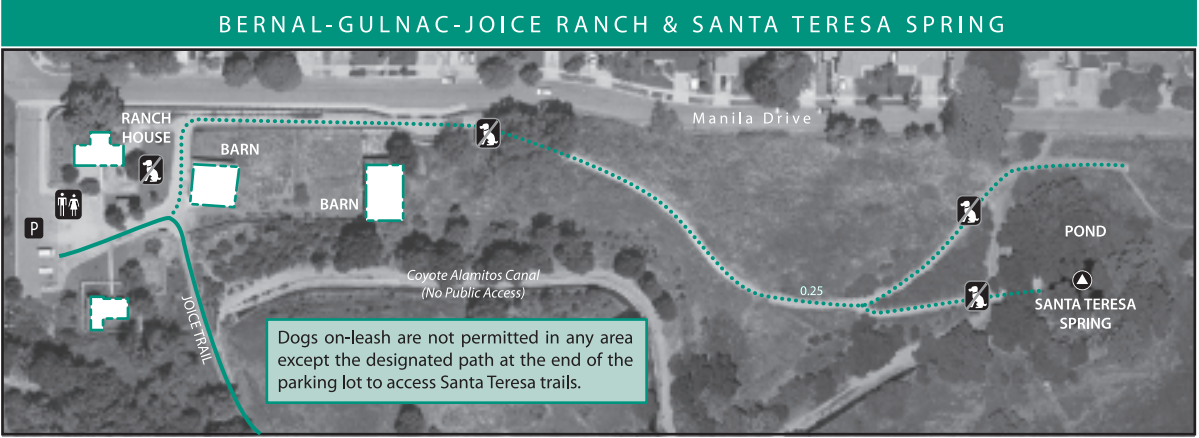 BERNAL-GULNAC-JOICE RANCH & SANTA TERESA SPRING
Manila Drive
RANCH
HOUSE
BARN
BARN
P
POND
Coyote Alamitos Canal
(No Public Access)
0.25
SANTA TERESA
SPRING
JOICE TRAIL
Dogs on-leash are not permitted in any area
except the designated path at the end of the
parking lot to access Santa Teresa trails.